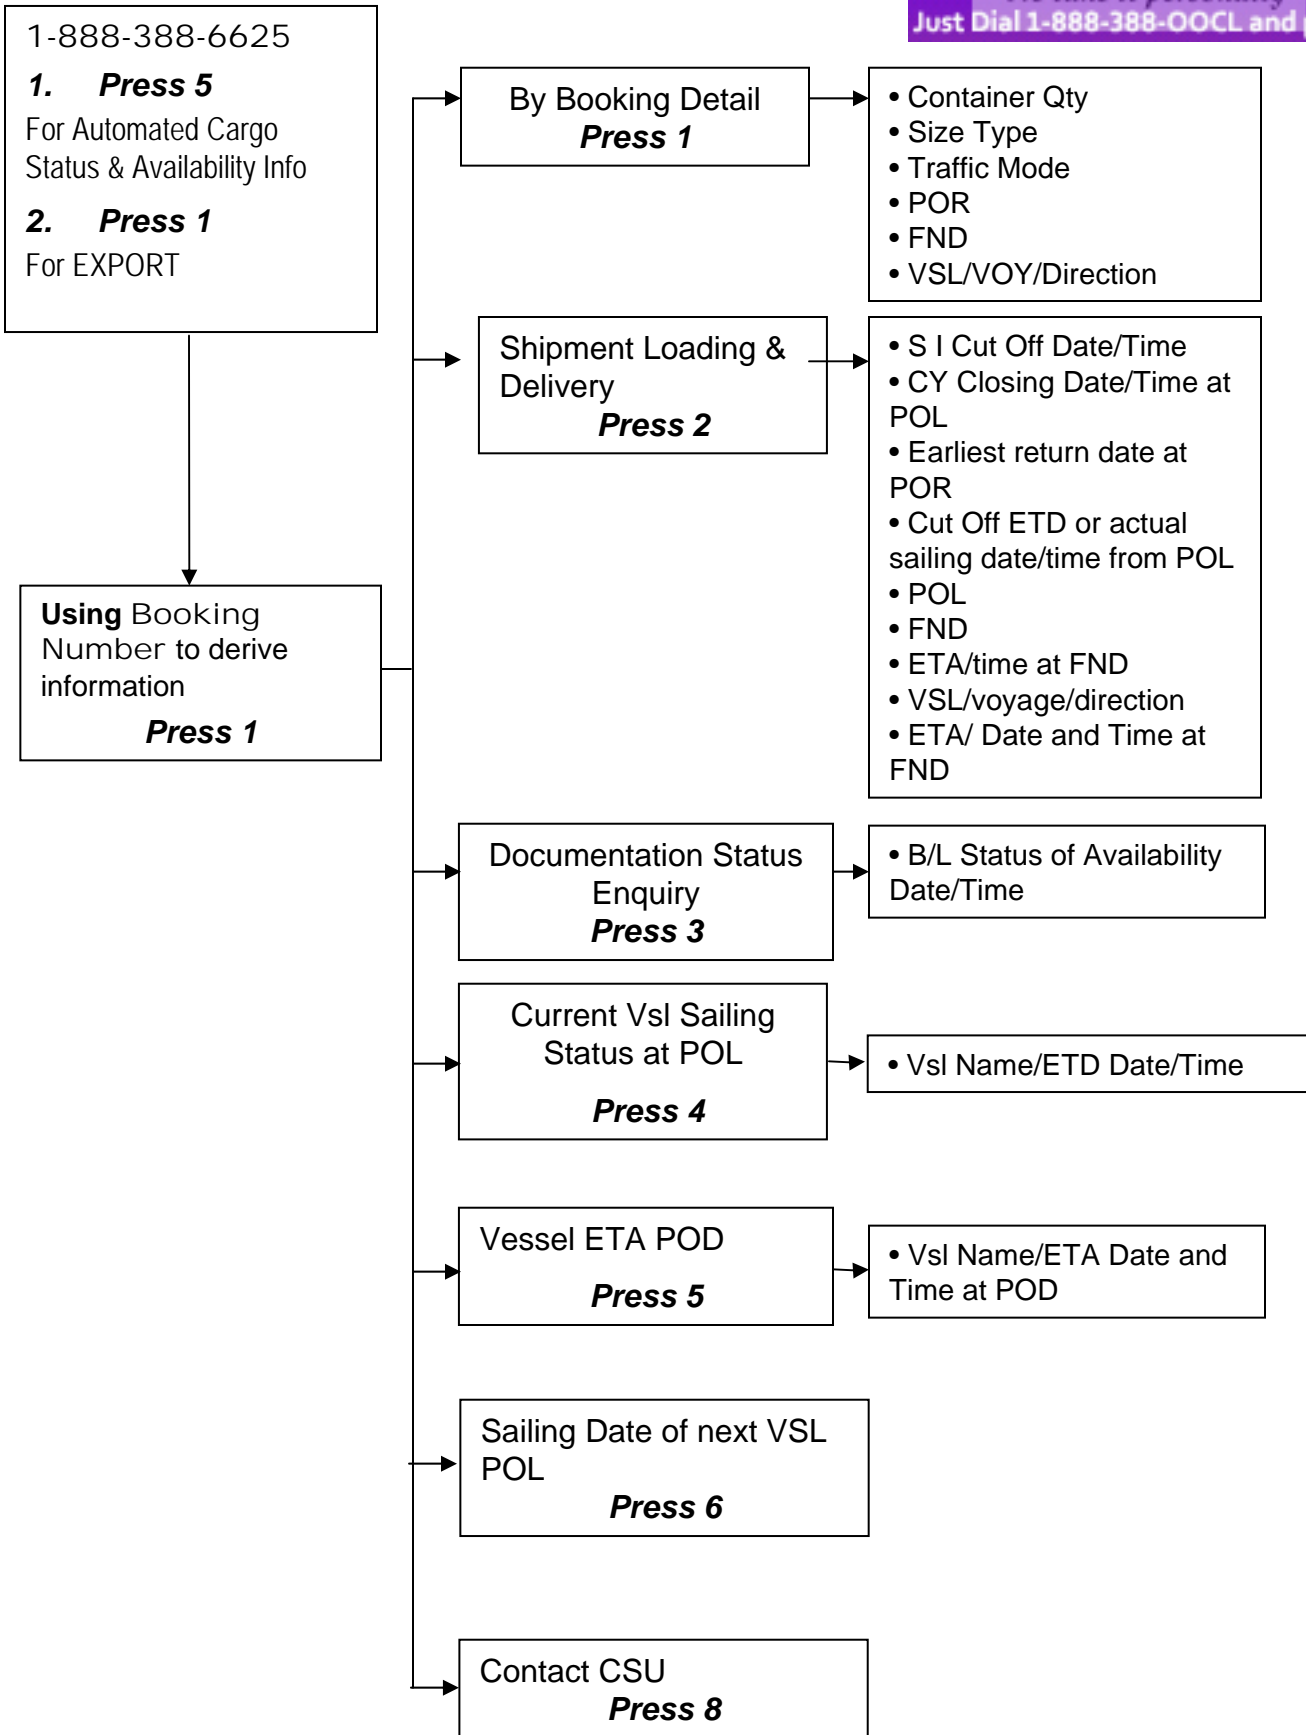 Just Dial 1-888-388-OOCL and
1-888-388-6625
1. Press 5
For Automated Cargo
Status & Availability Info
2. Press 1
For EXPORT
Using Booking
Number to derive
information
Press 1
By Booking Detail
Press 1
• Container Qty
• Size Type
• Traffic Mode
• POR
• FND
• VSL/VOY/Direction
Shipment Loading &
Delivery
Press 2
• S I Cut Off Date/Time
• CY Closing Date/Time at
POL
• Earliest return date at
POR
• Cut Off ETD or actual
sailing date/time from POL
• POL
• FND
• ETA/time at FND
• VSL/voyage/direction
• ETA/ Date and Time at
FND
Documentation Status
Enquiry
Press 3
• B/L Status of Availability
Date/Time
Current Vsl Sailing
Status at POL
Press 4
• Vsl Name/ETD Date/Time
Vessel ETA POD
Press 5
• Vsl Name/ETA Date and
Time at POD
Sailing Date of next VSL
POL
Press 6
Contact CSU
Press 8